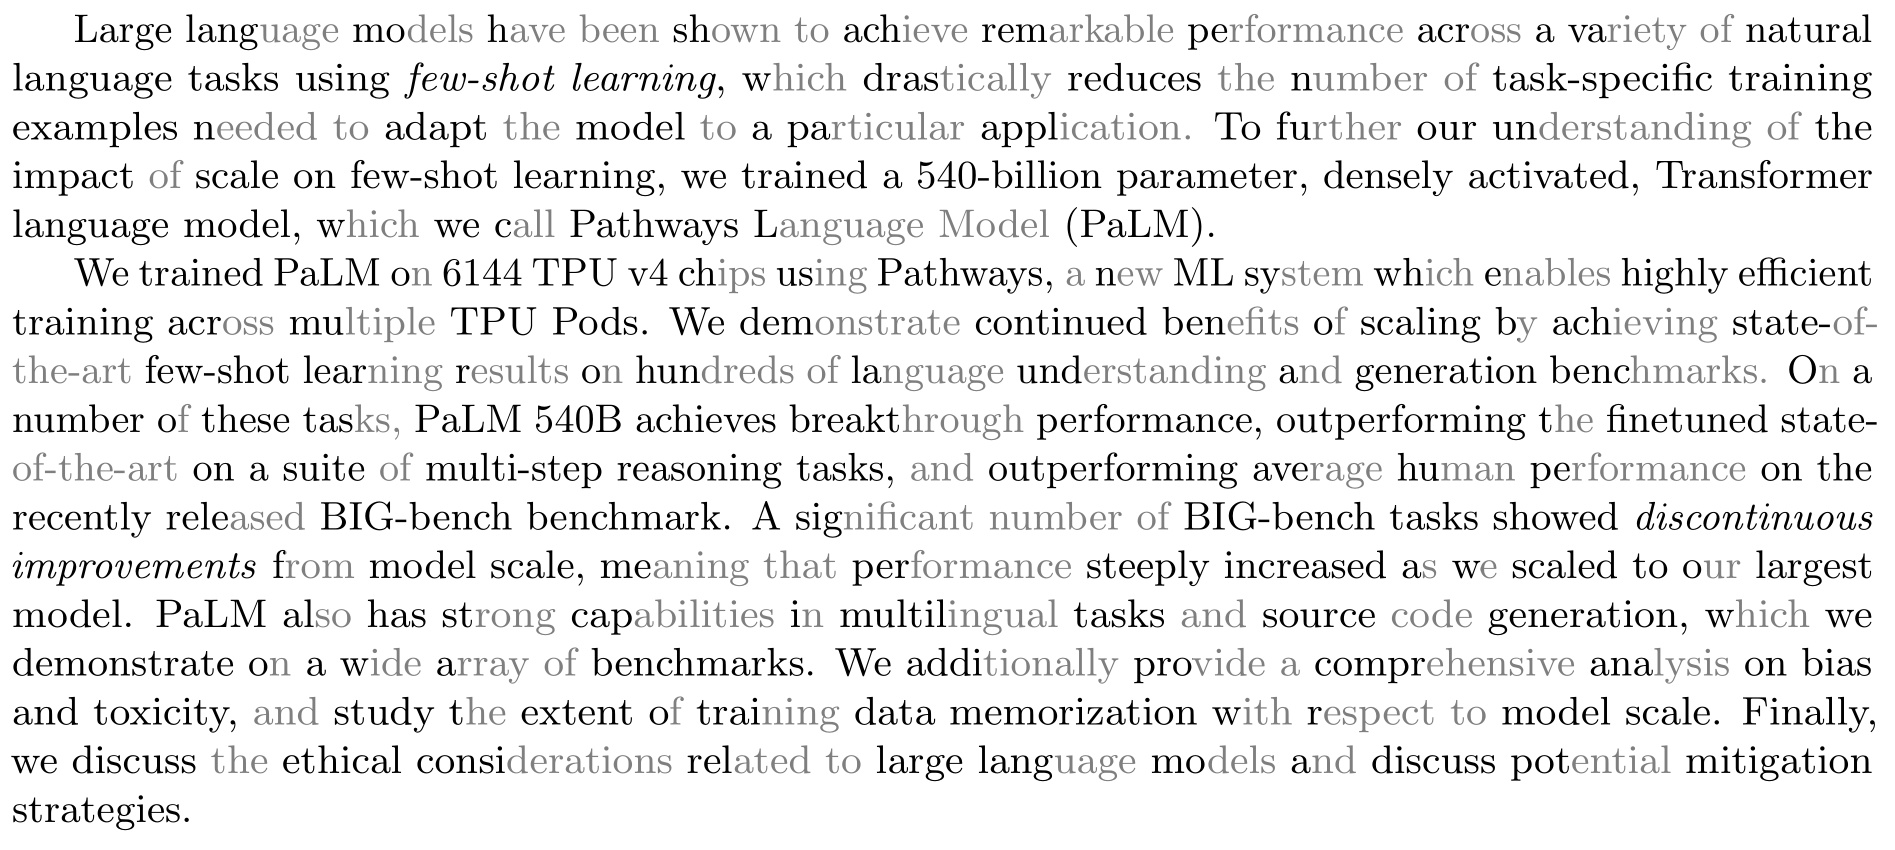 Large language models have been shown to achieve remarkable performance across a variety of natural
language tasks using few-shot learning, which drastically reduces the number of task-specific training
examples needed to adapt the model to a particular application. To further our understanding of the
impact of scale on few-shot learning, we trained a 540-billion parameter, densely activated, Transformer
language model, which we call Pathways Language Model (PaLM).
We trained PaLM on 6144 TPU v4 chips using Pathways, a new ML system which enables highly efficient
training across multiple TPU Pods. We demonstrate continued benefits of scaling by achieving state-of-
the-art few-shot learning results on hundreds of language understanding and generation benchmarks. On a
number of these tasks, PaLM 540B achieves breakthrough performance, outperforming the finetuned state-
of-the-art on a suite of multi-step reasoning tasks, and outperforming average human performance on the
recently released BIG-bench benchmark. A significant number of BIG-bench tasks showed discontinuous
improvements from model scale, meaning that performance steeply increased as we scaled to our largest
model. PaLM also has strong capabilities in multilingual tasks and source code generation, which we
demonstrate on a wide array of benchmarks. We additionally provide a comprehensive analysis on bias
and toxicity, and study the extent of training data memorization with respect to model scale. Finally,
we discuss the ethical considerations related to large language models and discuss potential mitigation
strategies.